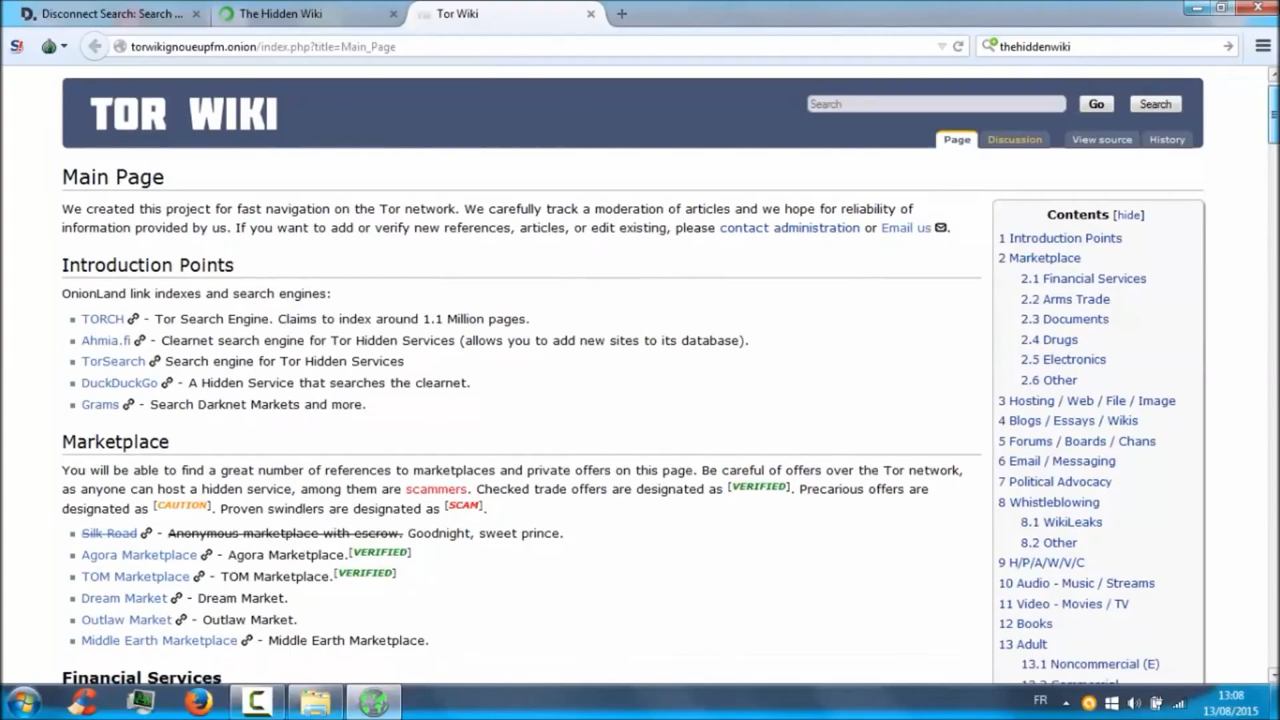 Disconnect Search: Search ...
The Hidden Wiki
Tor Wiki
torwikignoueupfm.onion/index.php?title=Main_Page
thehiddenwiki
TOR WIKI
Search
Go
Search
Page
Discussion
View source
History
Main Page
We created this project for fast navigation on the Tor network. We carefully track a moderation of articles and we hope for reliability of
information provided by us. If you want to add or verify new references, articles, or edit existing, please contact administration or Email us.
Introduction Points
OnionLand link indexes and search engines:
TORCH - Tor Search Engine. Claims to index around 1.1 Million pages.
Ahmia.fi - Clearnet search engine for Tor Hidden Services (allows you to add new sites to its database).
TorSearch Search engine for Tor Hidden Services
DuckDuckGo - A Hidden Service that searches the clearnet.
Grams - Search Darknet Markets and more.
Marketplace
You will be able to find a great number of references to marketplaces and private offers on this page. Be careful of offers over the Tor network,
as anyone can host a hidden service, among them are scammers. Checked trade offers are designated as [VERIFIED]. Precarious offers are
designated as [CAUTION]. Proven swindlers are designated as [SCAM].
Silk Road - Anonymous marketplace with escrow. Goodnight, sweet prince.
Agora Marketplace - Agora Marketplace.[VERIFIED]
TOM Marketplace - TOM Marketplace.[VERIFIED]
Dream Market - Dream Market.
Outlaw Market - Outlaw Market.
Middle Earth Marketplace - Middle Earth Marketplace.
Financial Services
Contents [hide]
1 Introduction Points
2 Marketplace
2.1 Financial Services
2.2 Arms Trade
2.3 Documents
2.4 Drugs
2.5 Electronics
2.6 Other
3 Hosting / Web / File / Image
4 Blogs / Essays / Wikis
5 Forums / Boards / Chans
6 Email / Messaging
7 Political Advocacy
8 Whistleblowing
8.1 WikiLeaks
8.2 Other
9 H/P/A/W/V/C
10 Audio - Music / Streams
11 Video - Movies / TV
12 Books
13 Adult
13.1 Noncommercial (E)
FR
13:08
13/08/2015